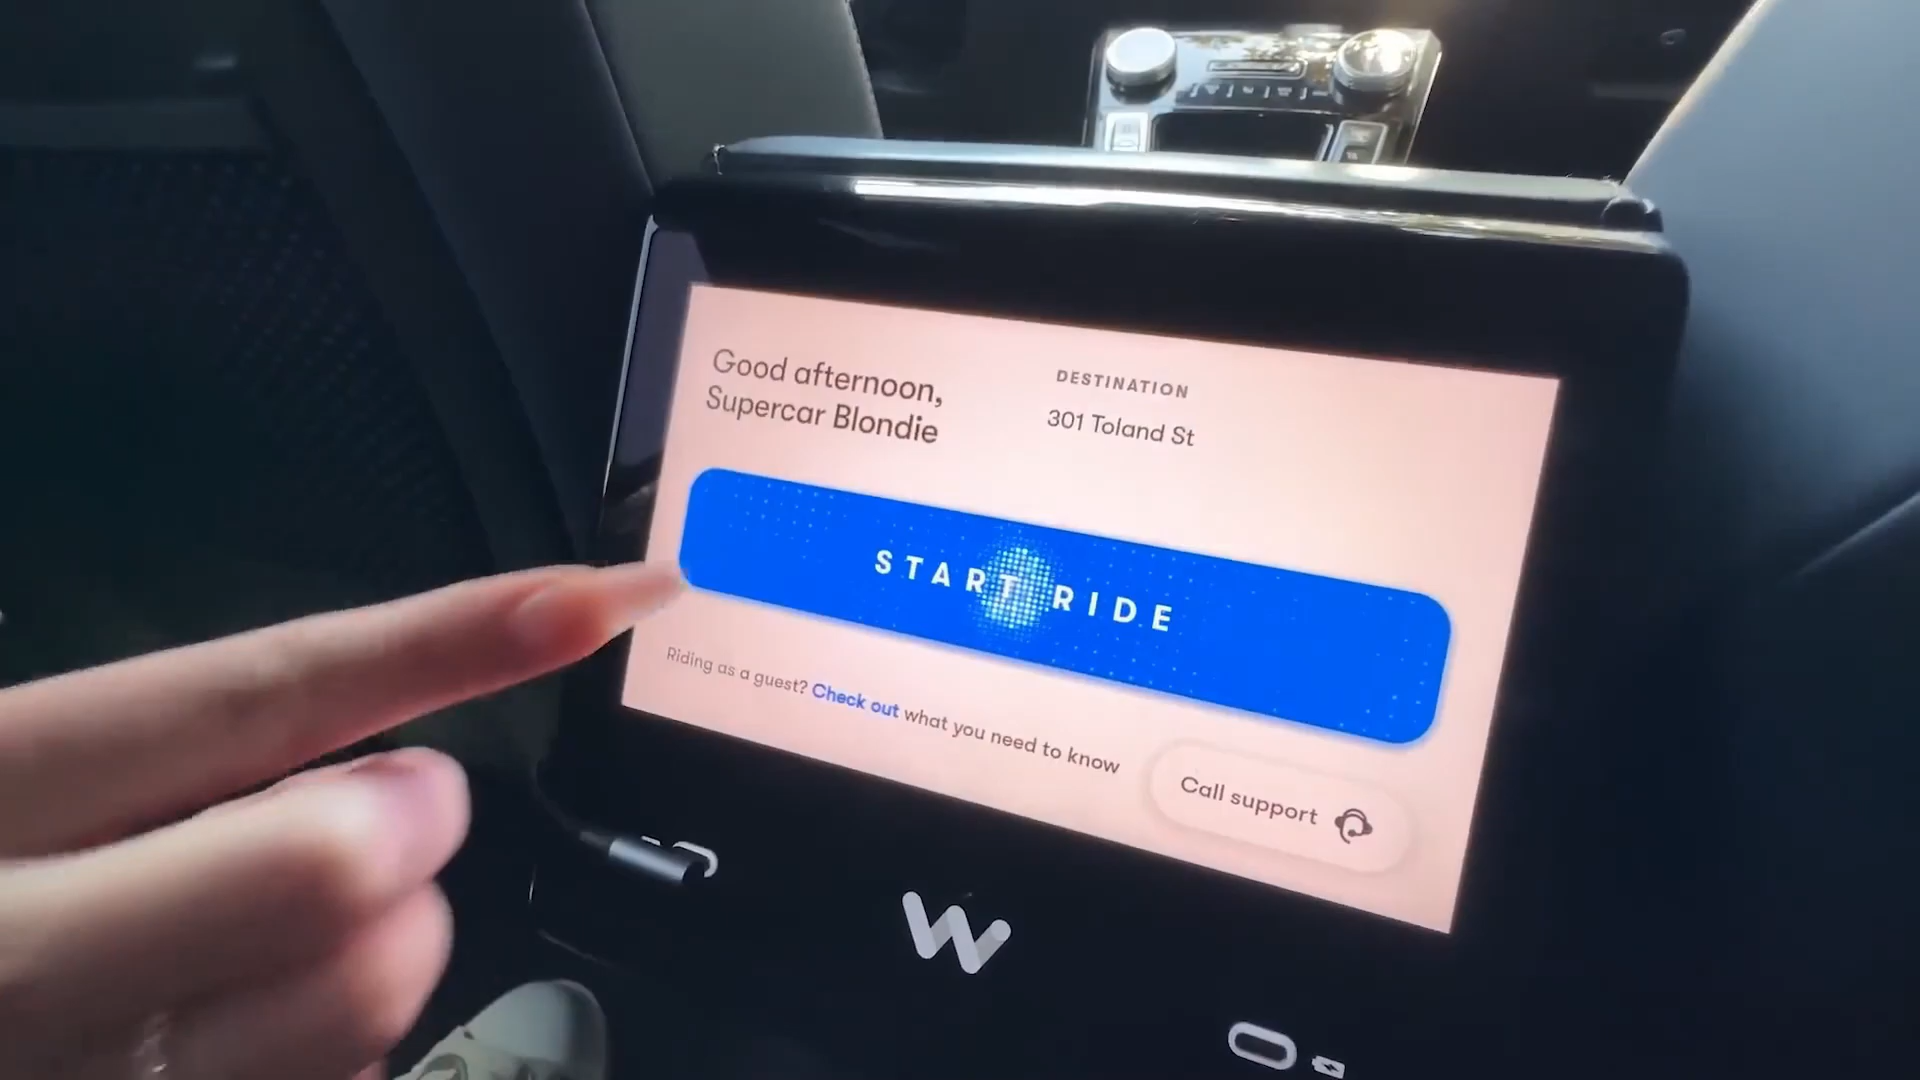 Good afternoon,
Supercar Blondie
DESTINATION
301 Toland St
START RIDE
Riding as a guest? Check out what you need to know
Call support